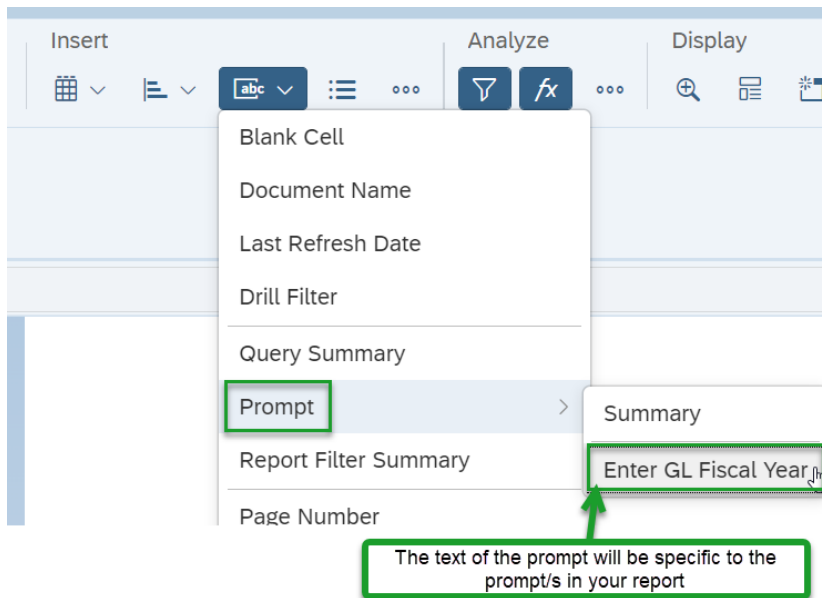 Insert
Analyze
Display
abc
fx
Blank Cell
Document Name
Last Refresh Date
Drill Filter
Query Summary
Prompt
Summary
Report Filter Summary
Enter GL Fiscal Year
Page Number
The text of the prompt will be specific to the
prompt/s in your report